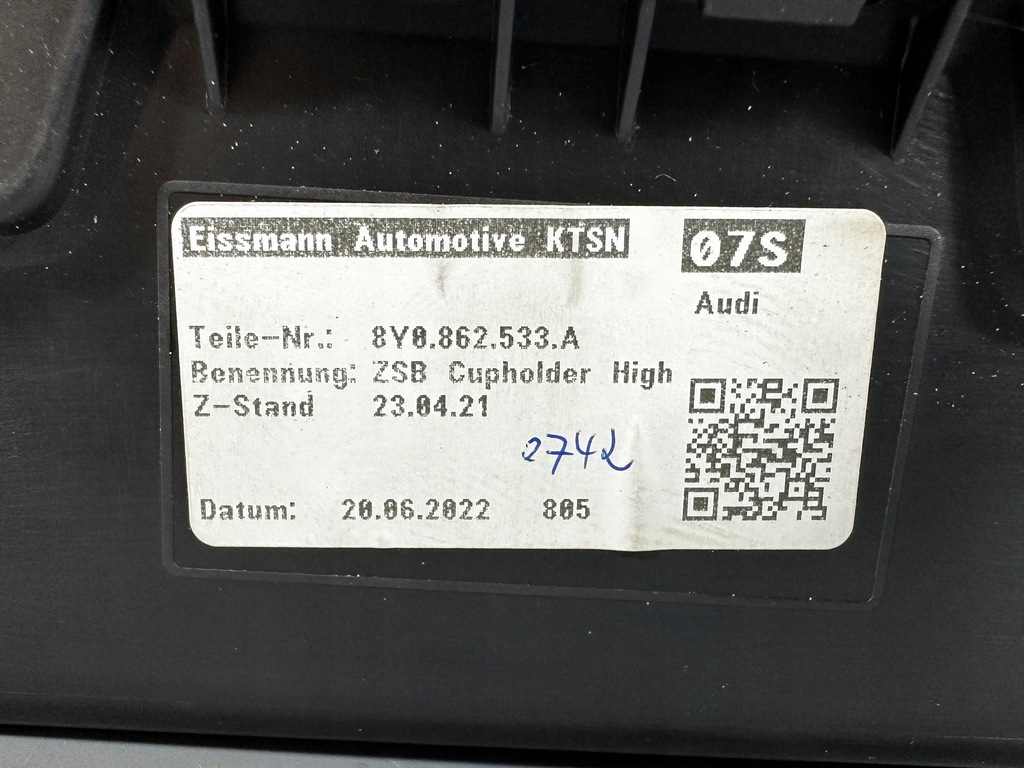 Eissmann Automotive KTSN
07S
Audi
Teile-Nr.: 8Y0.862.533.A
Benennung: ZSB Cupholder High
Z-Stand 23.04.21
2742
Datum: 20.06.2022 805